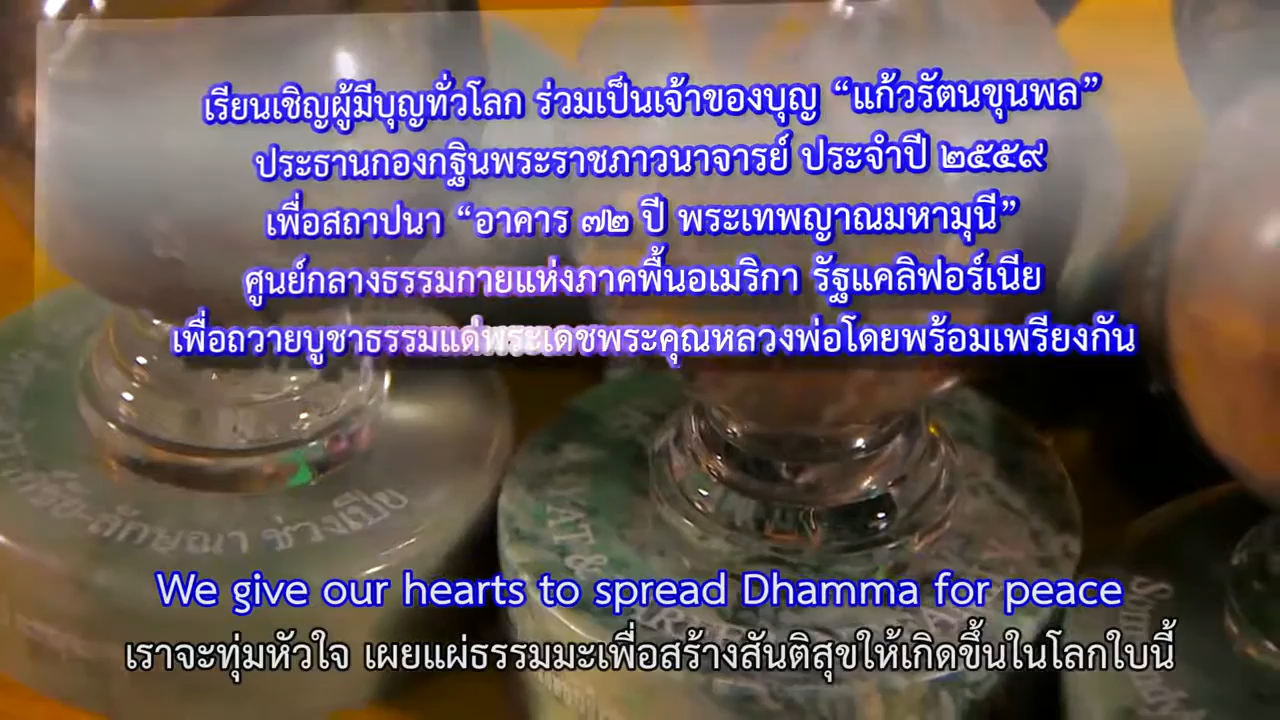 เรียนเชิญผู้มีบุญทั่วโลก ร่วมเป็นเจ้าของบุญ “แก้วรัตนขุนพล”
ประธานกองกฐินพระราชภาวนาจารย์ ประจำปี ๒๕๕๙
เพื่อสถาปนา “อาคาร ๗๒ ปี พระเทพญาณมหามุนี”
ศูนย์กลางธรรมกายแห่งภาคพื้นอเมริกา รัฐแคลิฟอร์เนีย
เพื่อถวายบูชาธรรมแด่พระเดชพระคุณหลวงพ่อโดยพร้อมเพรียงกัน
ลักษณา ช่วงเปีย
We give our hearts to spread Dhamma for peace
เราจะทุ่มหัวใจ เผยแผ่ธรรมมะเพื่อสร้างสันติสุขให้เกิดขึ้นในโลกใบนี้